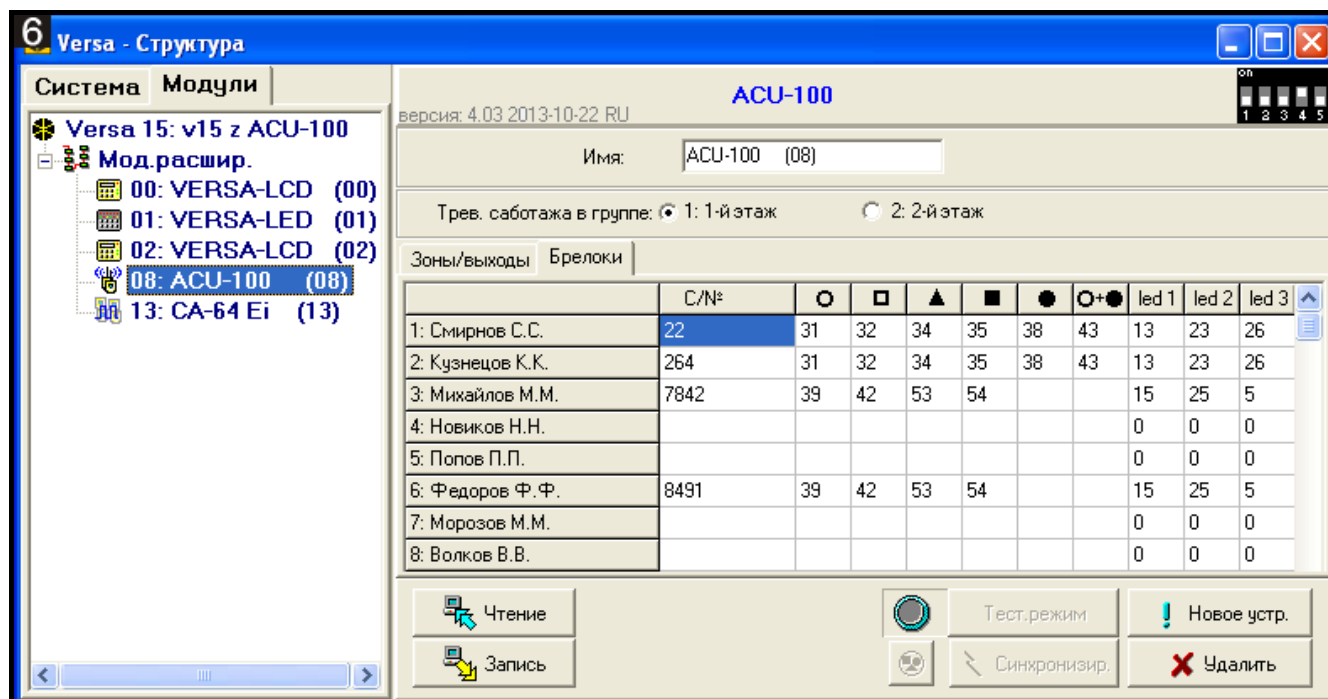 6
Versa - Структура
Система Модули
Versa 15: v15 z ACU-100
Мод.расшир.
00: VERSA-LCD (00)
01: VERSA-LED (01)
02: VERSA-LCD (02)
08: ACU-100 (08)
13: CA-64 Ei (13)
ACU-100
версия: 4.03 2013-10-22 RU
on
1 2 3 4 5
Имя: ACU-100 (08)
Трев. саботажа в группе: 1: 1-й этаж 2: 2-й этаж
Зоны/выходы Брелоки
С/№ led 1 led 2 led 3
1: Смирнов С.С. 22 31 32 34 35 38 43 13 23 26
2: Кузнецов К.К. 264 31 32 34 35 38 43 13 23 26
3: Михайлов М.М. 7842 39 42 53 54 15 25 5
4: Новиков Н.Н. 0 0 0
5: Попов П.П. 0 0 0
6: Федоров Ф.Ф. 8491 39 42 53 54 15 25 5
7: Морозов М.М. 0 0 0
8: Волков В.В. 0 0 0
Чтение Тест.режим Новое устр.
Запись Синхронизир. Удалить